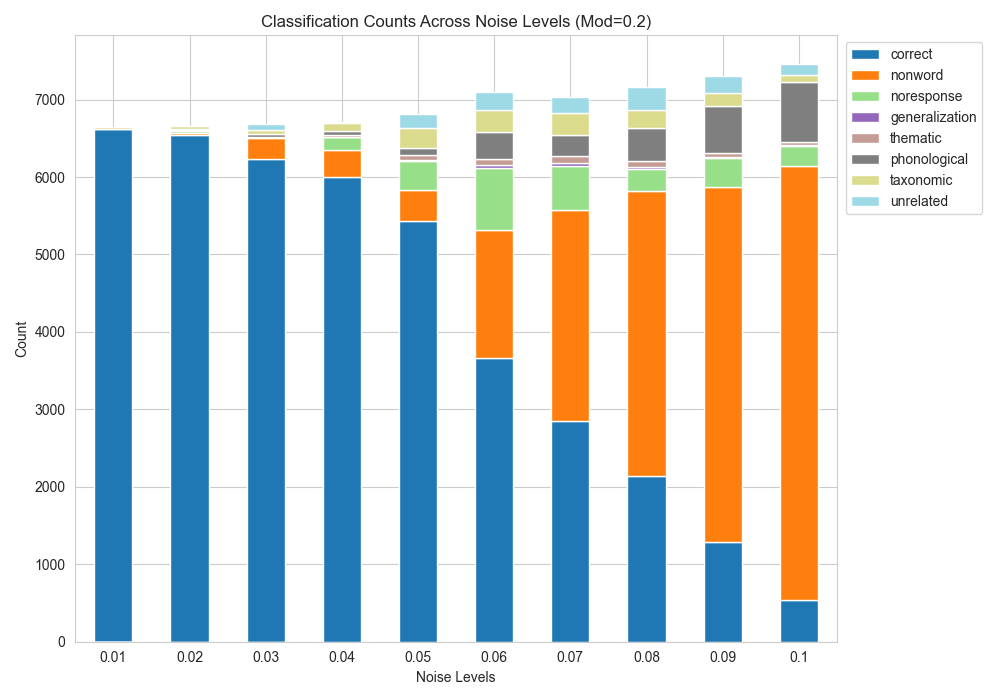 Classification Counts Across Noise Levels (Mod=0.2)
correct
nonword
noresponse
generalization
thematic
phonological
taxonomic
unrelated
Count
7000
6000
5000
4000
3000
2000
1000
0
0.01 0.02 0.03 0.04 0.05 0.06 0.07 0.08 0.09 0.1
Noise Levels